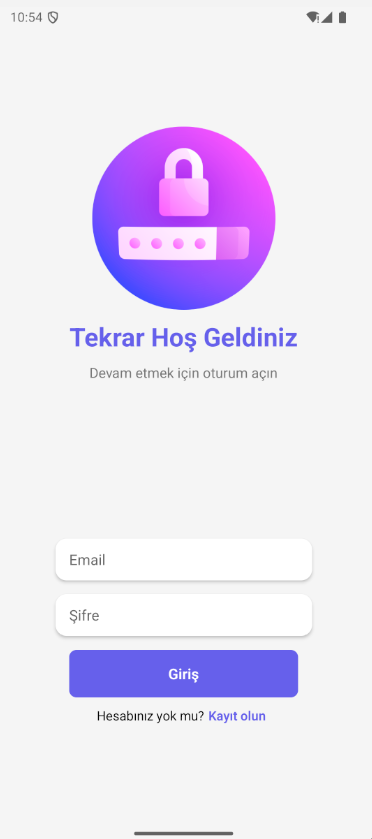 10:54
Tekrar Hoş Geldiniz
Devam etmek için oturum açın
Email
Şifre
Giriş
Hesabınız yok mu? Kayıt olun